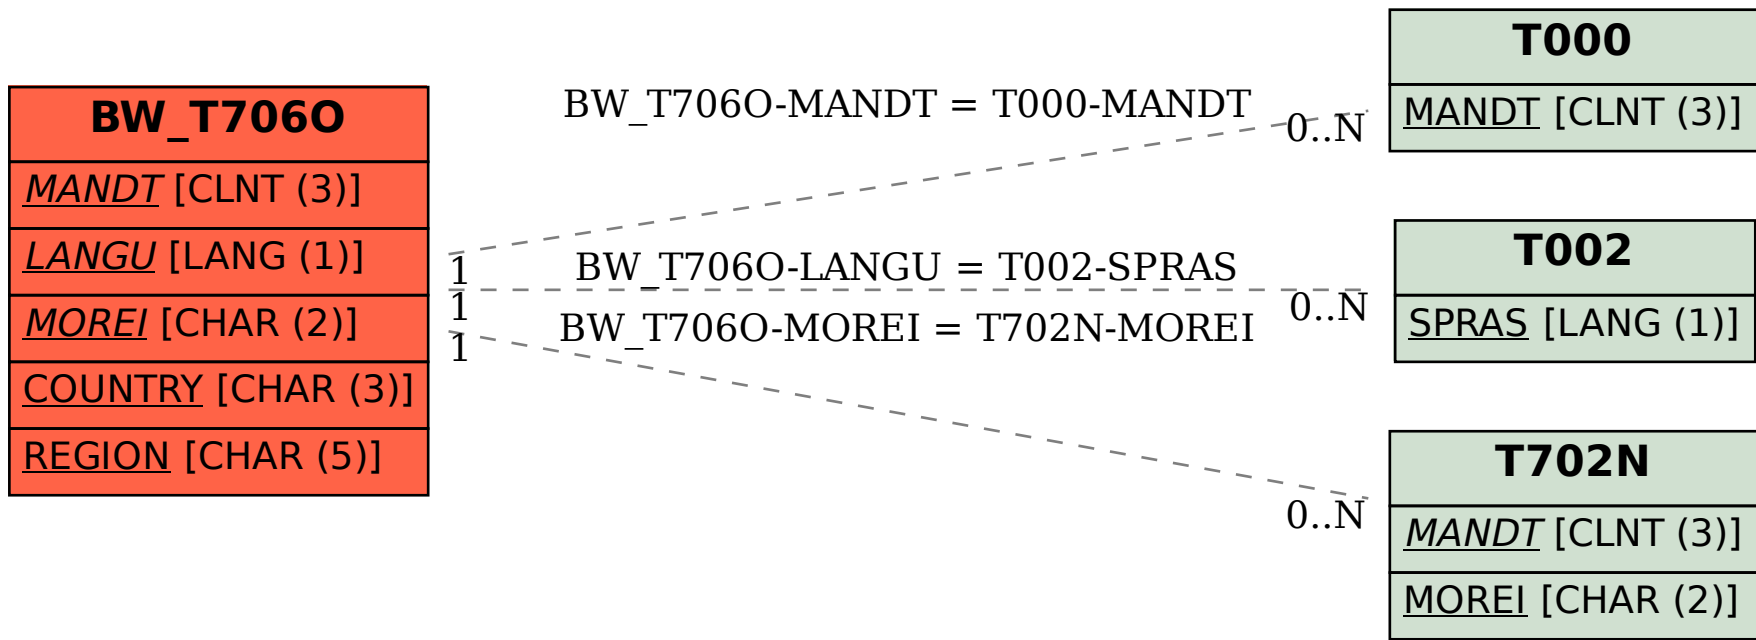 BW_T706O
MANDT [CLNT (3)]
LANGU [LANG (1)]
MOREI [CHAR (2)]
COUNTRY [CHAR (3)]
REGION [CHAR (5)]
BW_T706O-MANDT = T000-MANDT
0..N
1
BW_T706O-LANGU = T002-SPRAS
0..N
1
BW_T706O-MOREI = T702N-MOREI
0..N
1
T000
MANDT [CLNT (3)]
T002
SPRAS [LANG (1)]
T702N
MANDT [CLNT (3)]
MOREI [CHAR (2)]